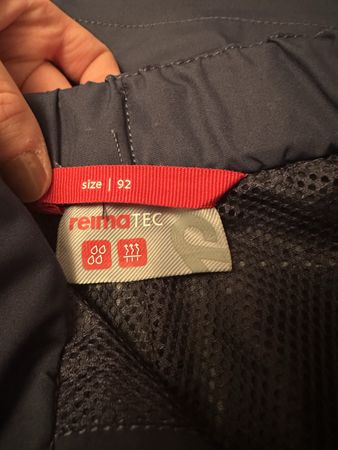 size | 92
reimaTEC